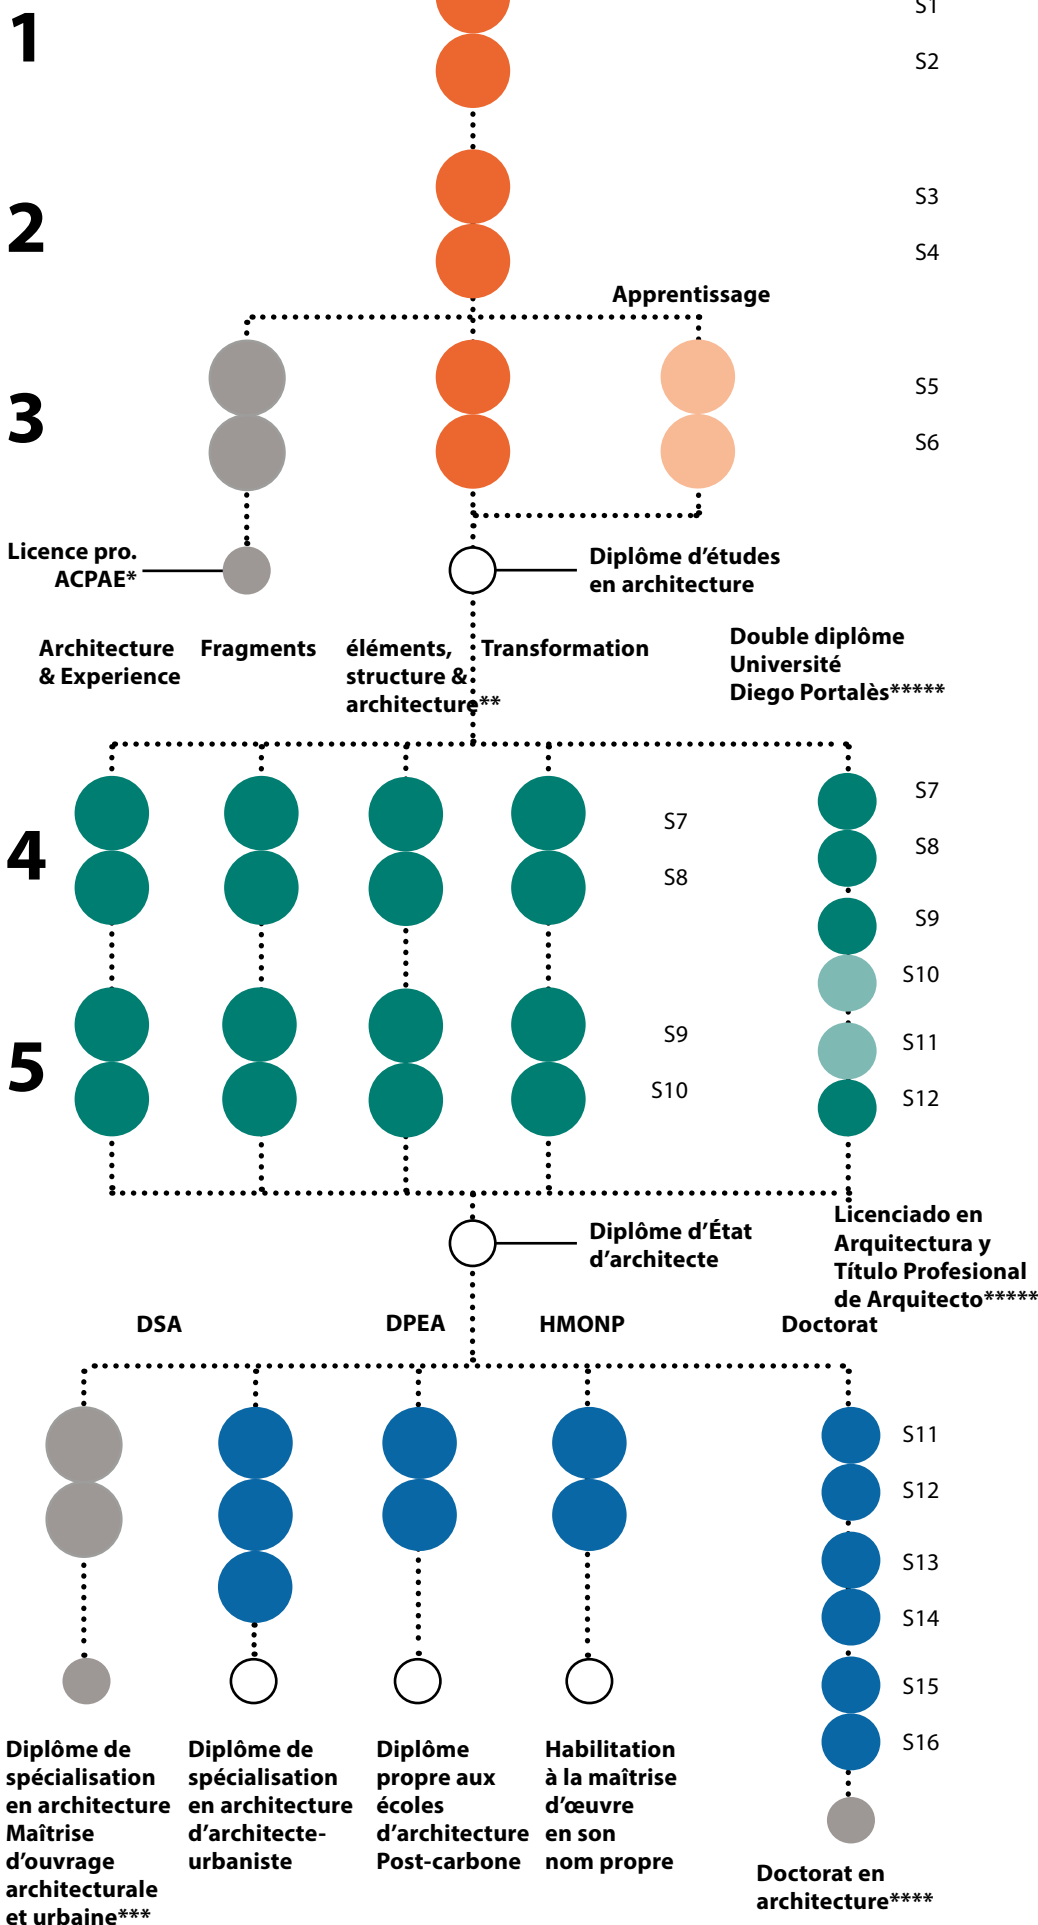 1
S1
S2
2
S3
S4
Apprentissage
3
S5
S6
Licence pro.
ACPAE*
Diplôme d'études
en architecture
Architecture
& Experience
Fragments
éléments,
structure &
architecture**
Transformation
Double diplôme
Université
Diego Portalès*****
4
S7
S8
S7
S8
S9
S10
5
S9
S10
S11
S12
Diplôme d'État
d'architecte
Licenciado en
Arquitectura y
Título Profesional
de Arquitecto*****
DSA
DPEA
HMONP
Doctorat
S11
S12
S13
S14
S15
S16
Diplôme de
spécialisation
en architecture
Maîtrise
d'ouvrage
architecturale
et urbaine***
Diplôme de
spécialisation
en architecture
d'architecte-
urbaniste
Diplôme
propre aux
écoles
d'architecture
Post-carbone
Habilitation
à la maîtrise
d'œuvre
en son
nom propre
Doctorat en
architecture****